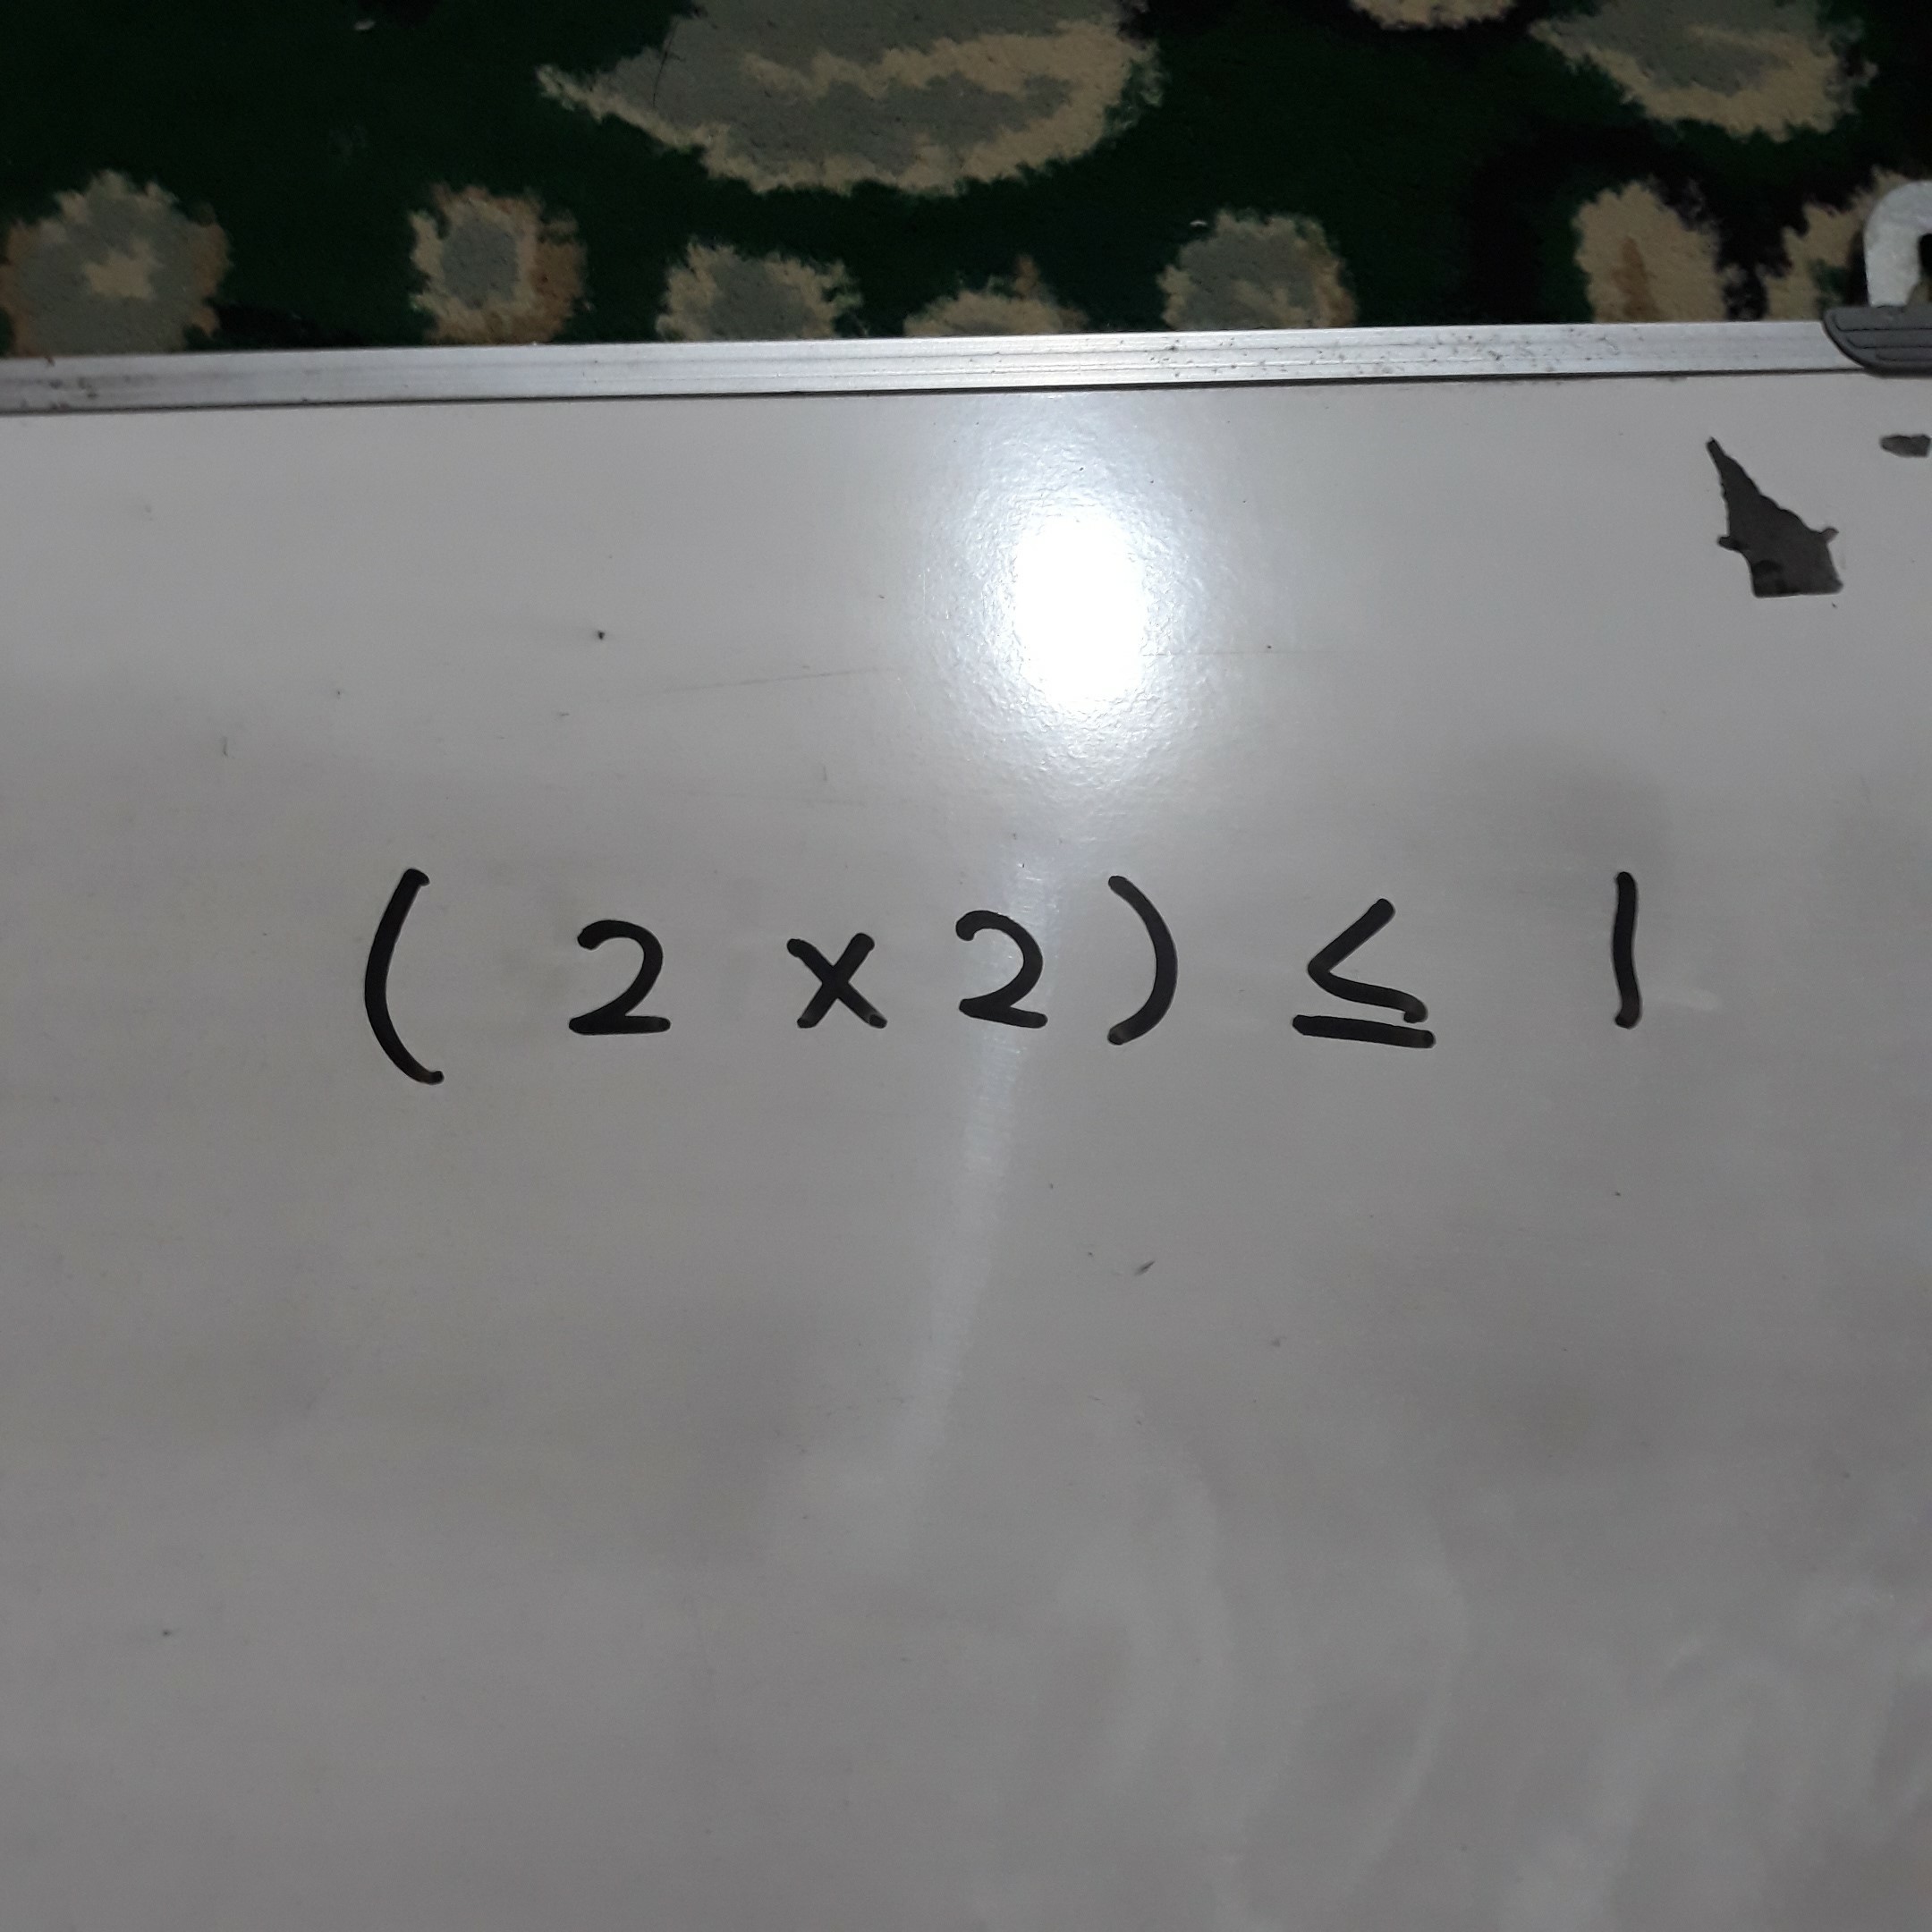 ( 2 × 2 ) ≤ 1